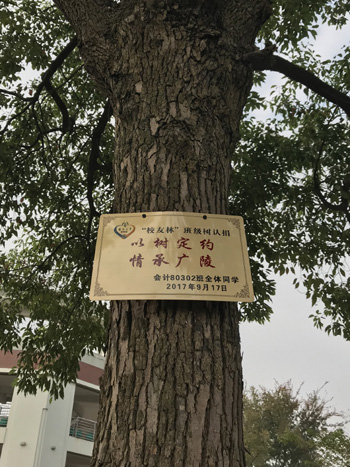 “校友林”班级树认捐
以树定约
情承广陵
会计80302班全体同学
2017年9月17日